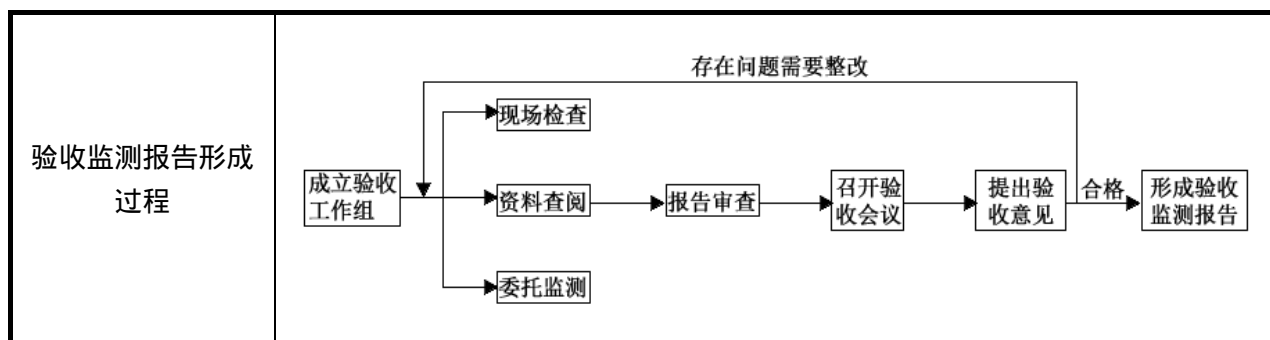 验收监测报告形成
过程
存在问题需要整改
现场检查
成立验收
工作组
资料查阅
报告审查
召开验
收会议
提出验
收意见
合格
形成验收
监测报告
委托监测